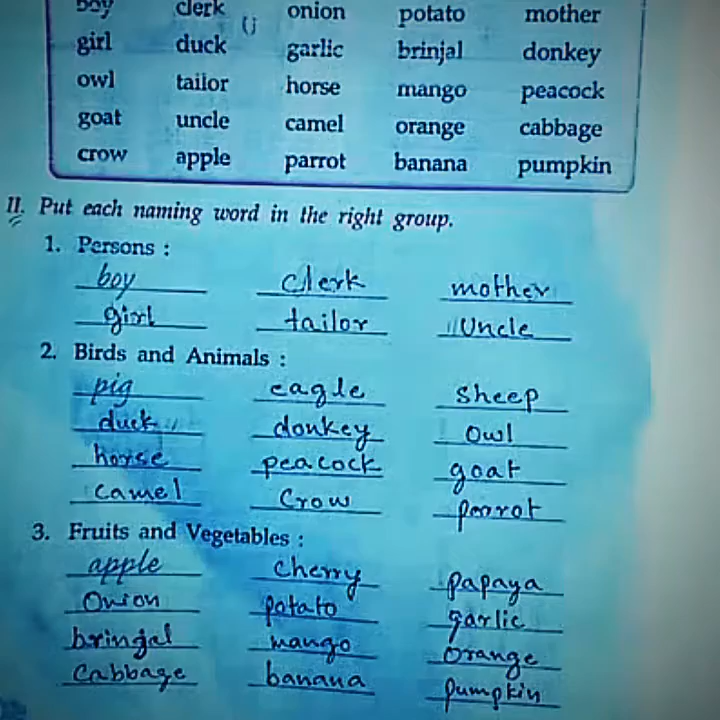 boy clerk onion potato mother
girl duck garlic brinjal donkey
owl tailor horse mango peacock
goat uncle camel orange cabbage
crow apple parrot banana pumpkin
II. Put each naming word in the right group.
1. Persons :
boy clerk mother
girl tailor Uncle
2. Birds and Animals :
pig eagle sheep
duck donkey Owl
horse peacock goat
camel Crow parrot
3. Fruits and Vegetables :
apple cherry papaya
Onion potato garlic
bringal mango Orange
Cabbage banana pumpkin